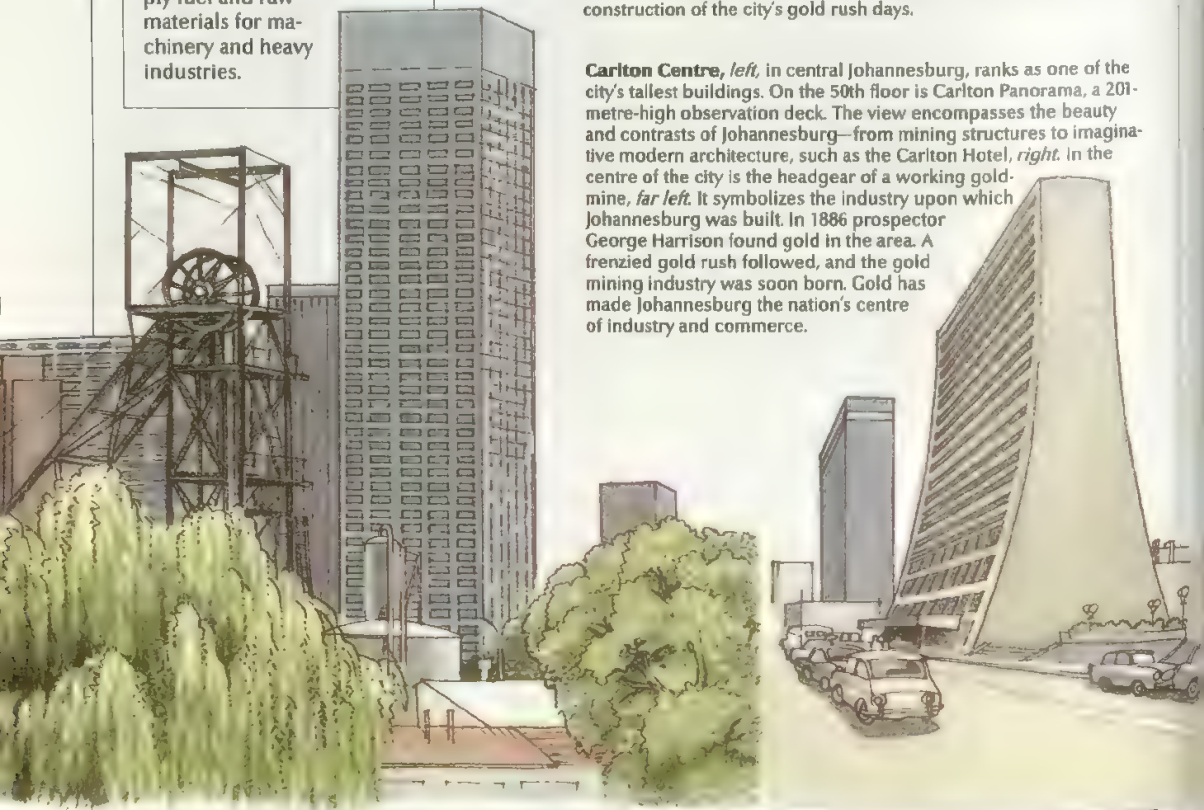 materials for ma-
chinery and heavy
industries.
construction of the city's gold rush days.
Carlton Centre, left, in central Johannesburg, ranks as one of the
city's tallest buildings. On the 50th floor is Carlton Panorama, a 201-
metre-high observation deck. The view encompasses the beauty
and contrasts of Johannesburg—from mining structures to imagina-
tive modern architecture, such as the Carlton Hotel, right. In the
centre of the city is the headgear of a working gold-
mine, far left. It symbolizes the industry upon which
Johannesburg was built. In 1886 prospector
George Harrison found gold in the area. A
frenzied gold rush followed, and the gold
mining industry was soon born. Gold has
made Johannesburg the nation's centre
of industry and commerce.